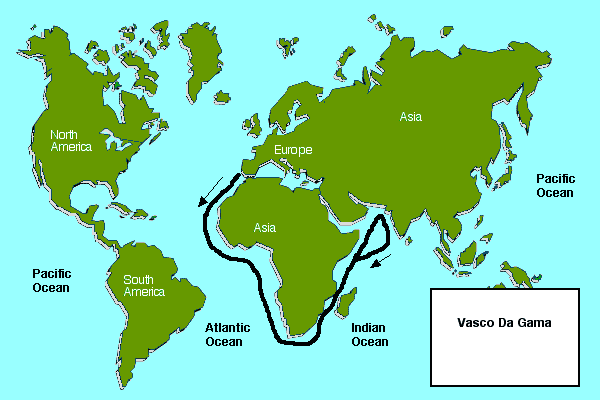 North
America
Europe
Asia
Asia
Pacific
Ocean
Pacific
Ocean
South
America
Atlantic
Ocean
Indian
Ocean
Vasco Da Gama